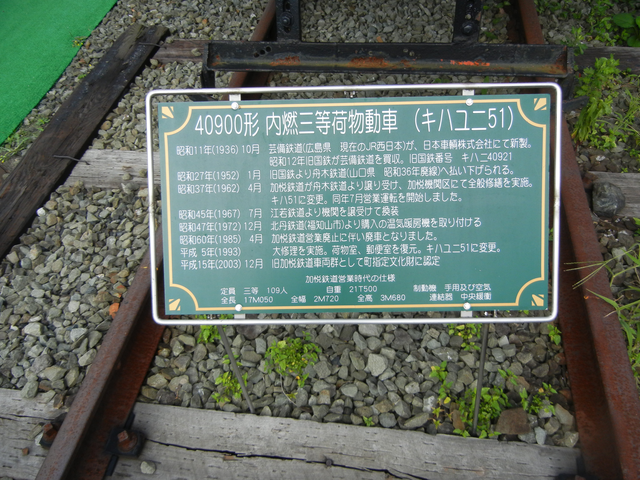 40900形 内燃三等荷物動車 (キハユニ51)
昭和11年(1936) 10月 芸備鉄道(広島県 現在のJR西日本)が、日本車輌株式会社にて新製。
昭和12年旧国鉄が芸備鉄道を買収。旧国鉄番号 キハニ40921
昭和27年(1952) 1月 旧国鉄より舟木鉄道(山口県 昭和36年廃線)へ払い下げられる。
昭和37年(1962) 4月 加悦鉄道が舟木鉄道より譲り受け、加悦機関区にて全般修繕を実施。
キハ51に変更。同年7月営業運転を開始しました。
昭和45年(1967) 7月 江若鉄道より機関を譲受けて換装
昭和47年(1972) 12月 北丹鉄道(福知山市)より購入の温気暖房機を取り付ける
昭和60年(1985) 4月 加悦鉄道営業廃止に伴い廃車となりました。
平成 5年(1993) 大修理を実施。荷物室、郵便室を復元。キハユニ51に変更。
平成15年(2003) 12月 旧加悦鉄道車両群として町指定文化財に認定
加悦鉄道営業時代の仕様
定員 三等 109人 自重 21T500 制動機 手用及び空気
全長 17M050 全幅 2M720 全高 3M680 連結器 中央緩衝